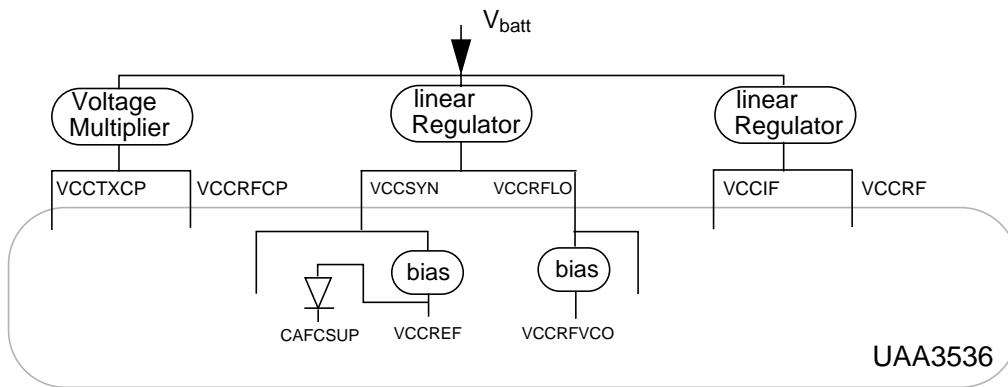 Vbatt
Voltage
Multiplier
linear
Regulator
linear
Regulator
VCCTXCP
VCCRFCP
VCCSYN
VCCRFLO
VCCIF
VCCRF
bias
bias
CAFCSUP
VCCREF
VCCRFVCO
UAA3536